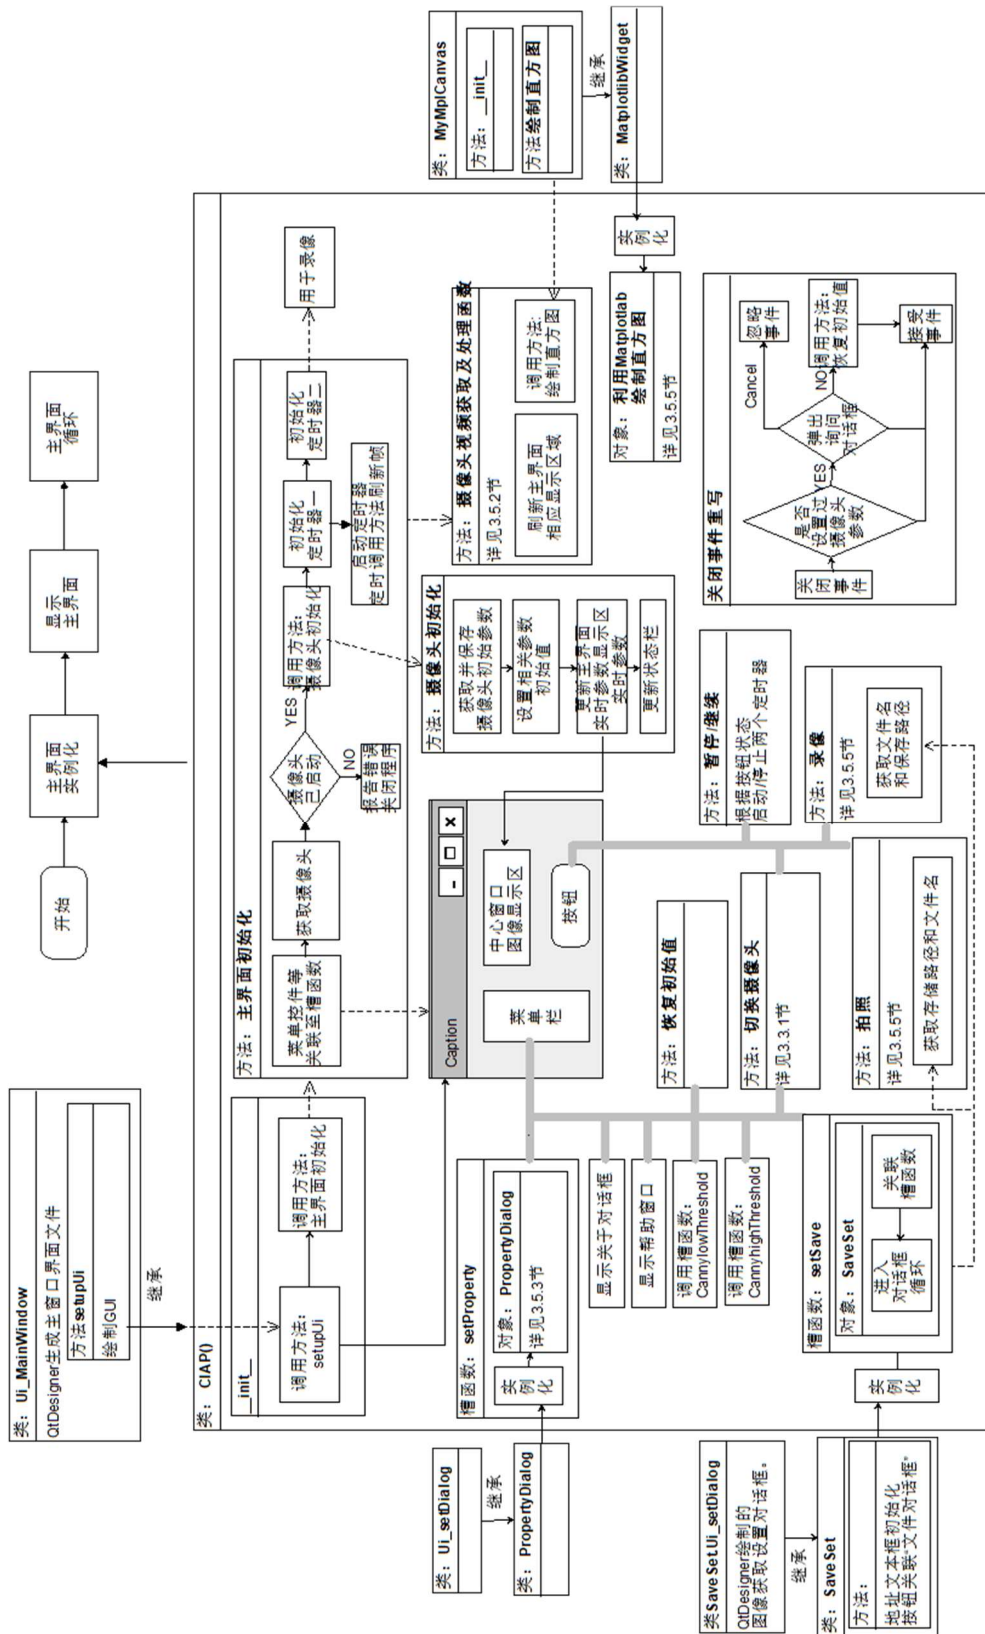 开始
主界面
实例化
显示
主界面
主界面
循环
类：Ui_MainWindow
QtDesigner生成主窗口界面文件
方法setupUi
绘制GUI
继承
类：CIAP()
__init__
调用方法：
setupUi
调用方法：
主界面初始化
方法：主界面初始化
菜单控件等
关联至槽函数
获取摄像头
摄像头
已启动
YES
NO
报告错误
关闭程序
调用方法：
摄像头初始化
初始化
定时器一
初始化
定时器二
用于录像
启动定时器
定时调用方法刷新帧
Caption
菜单栏
中心窗口
图像显示区
按钮
方法：摄像头初始化
获取并保存
摄像头初始参数
设置相关参数
初始值
更新主界面
实时参数显示区
实时参数
更新状态栏
方法：摄像头视频获取及处理函数
详见3.5.2节
刷新主界面
相应显示区域
调用方法:
绘制直方图
类：MyMplCanvas
方法：__init__
方法绘制直方图
继承
类：MatplotlibWidget
实例化
对象：利用Matplotlab
绘制直方图
详见3.5.5节
类：Ui_setDialog
继承
类：PropertyDialog
实例化
槽函数：setProperty
对象：PropertyDialog
详见3.5.3节
显示关于对话框
显示帮助窗口
调用槽函数：
CannylowThreshold
调用槽函数：
CannyhighThreshold
方法：恢复初始值
方法：切换摄像头
详见3.3.1节
方法：暂停/继续
根据按钮状态
启动/停止两个定时器
方法：录像
详见3.5.5节
获取文件名
和保存路径
方法：拍照
详见3.5.5节
获取存储路径和文件名
关闭事件重写
关闭
事件
是否
设置过
摄像头
参数
YES
弹出
询问
对话框
Cancel
忽略
事件
NO
调用方法：
恢复初始值
接受
事件
类SaveSetUi_setDialog
QtDesigner绘制的
图像获取设置对话框。
继承
类：SaveSet
方法：
地址文本框初始化
按钮关联“文件对话框”
实例化
槽函数：setSave
对象：SaveSet
进入
对话框
循环
关联
槽函数